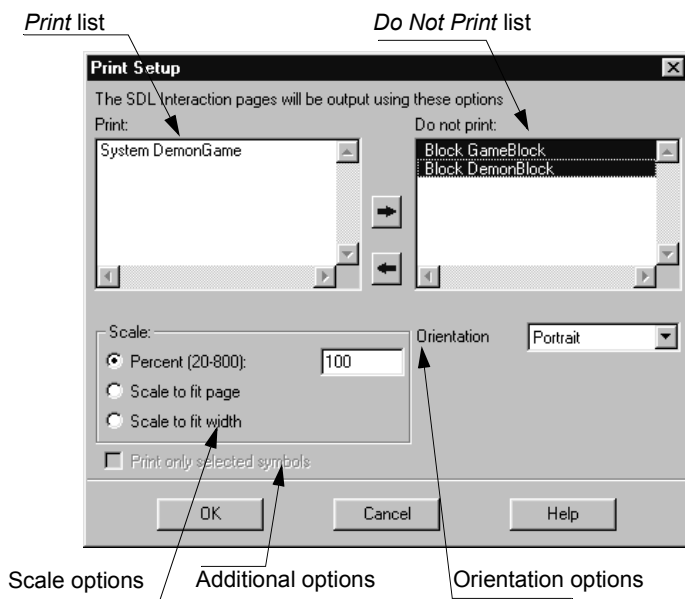 Print list
Do Not Print list
Print Setup
The SDL Interaction pages will be output using these options
Print:
Do not print:
System DemonGame
Block GameBlock
Block DemonBlock
Scale:
Percent (20-800):
100
Orientation
Portrait
Scale to fit page
Scale to fit width
Print only selected symbols
OK
Cancel
Help
Scale options
Additional options
Orientation options